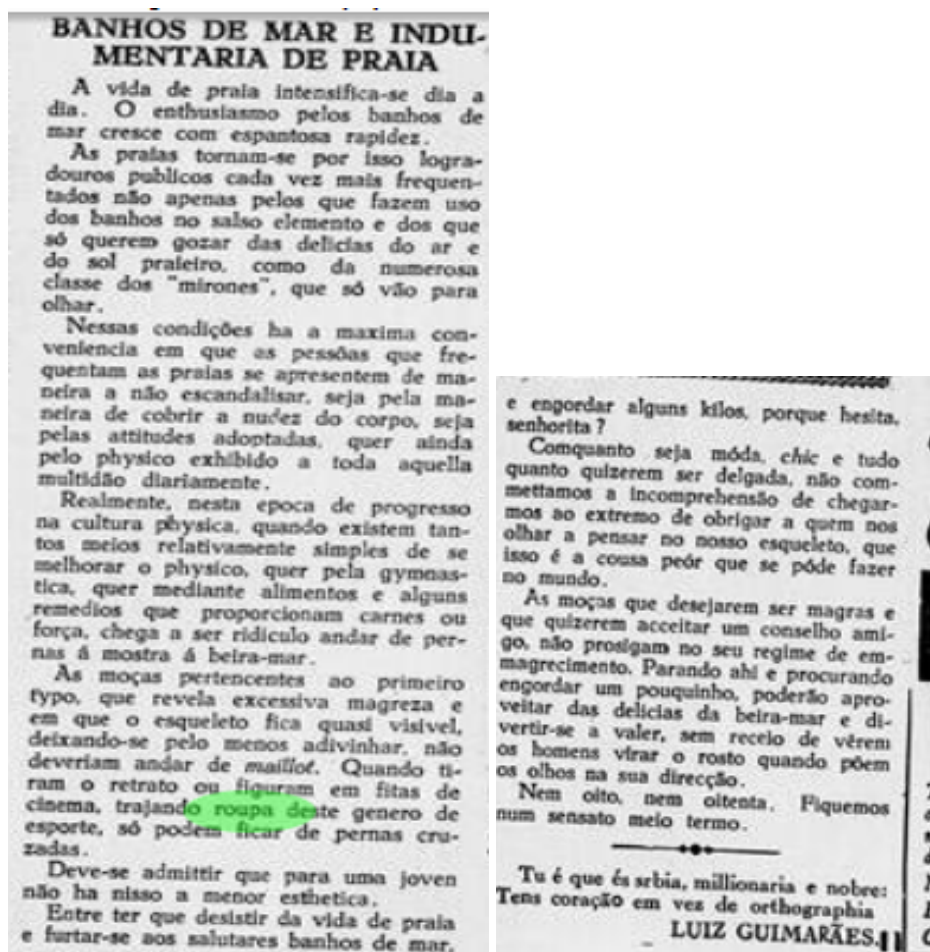 BANHOS DE MAR E INDU-
MENTARIA DE PRAIA
A vida de praia intensifica-se dia a
dia. O enthusiasmo pelos banhos de
mar cresce com espantosa rapidez.
As praias tornam-se por isso logra-
douros publicos cada vez mais frequen-
tados não apenas pelos que fazem uso
dos banhos no salso elemento e dos que
só querem gozar das delicias do ar e
do sol praieiro, como da numerosa
classe dos "mirones", que só vão para
olhar.
Nessas condições ha a maxima con-
veniencia em que as pessôas que fre-
quentam as praias se apresentem de ma-
neira a não escandalisar, seja pela ma-
neira de cobrir a nudez do corpo, seja
pelas attitudes adoptadas, quer ainda
pelo physico exhibido a toda aquella
multidão diariamente.
Realmente, nesta epoca de progresso
na cultura physica, quando existem tan-
tos meios relativamente simples de se
melhorar o physico, quer pela gymnas-
tica, quer mediante alimentos e alguns
remedios que proporcionam carnes ou
força, chega a ser ridiculo andar de per-
nas á mostra á beira-mar.
As moças pertencentes ao primeiro
typo, que revela excessiva magreza e
em que o esqueleto fica quasi visivel,
deixando-se pelo menos adivinhar, não
deveriam andar de maillot. Quando ti-
ram o retrato ou figuram em fitas de
cinema, trajando roupa deste genero de
esporte, só podem ficar de pernas cru-
zadas.
Deve-se admittir que para uma joven
não ha nisso a menor esthetica.
Entre ter que desistir da vida de praia
e furtar-se aos salutares banhos de mar,
e engordar alguns kilos, porque hesita,
senhorita?
Comquanto seja móda, chic e tudo
quanto quizerem ser delgada, não com-
mettamos a incomprehensão de chegar-
mos ao extremo de obrigar a quem nos
olhar a pensar no nosso esqueleto, que
isso é a cousa peór que se póde fazer
no mundo.
As moças que desejarem ser magras e
que quizerem acceitar um conselho ami-
go, não prosigam no seu regime de em-
magrecimento. Parando ahi e procurando
engordar um pouquinho, poderão apro-
veitar das delicias da beira-mar e di-
vertir-se a valer, sem receio de vêrem
os homens virar o rosto quando põem
os olhos na sua direcção.
Nem oito, nem oitenta. Fiquemos
num sensato meio termo.
Tu é que és srbia, millionaria e nobre:
Tens coração em vez de orthographia
LUIZ GUIMARÃES.